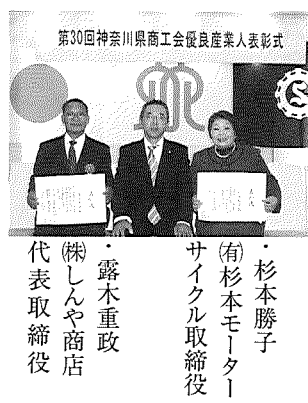 第30回神奈川県商工会優良産業人表彰式
・杉本勝子
㈲杉本モーター
サイクル取締役
・露木重政
㈱しんや商店
代表取締役